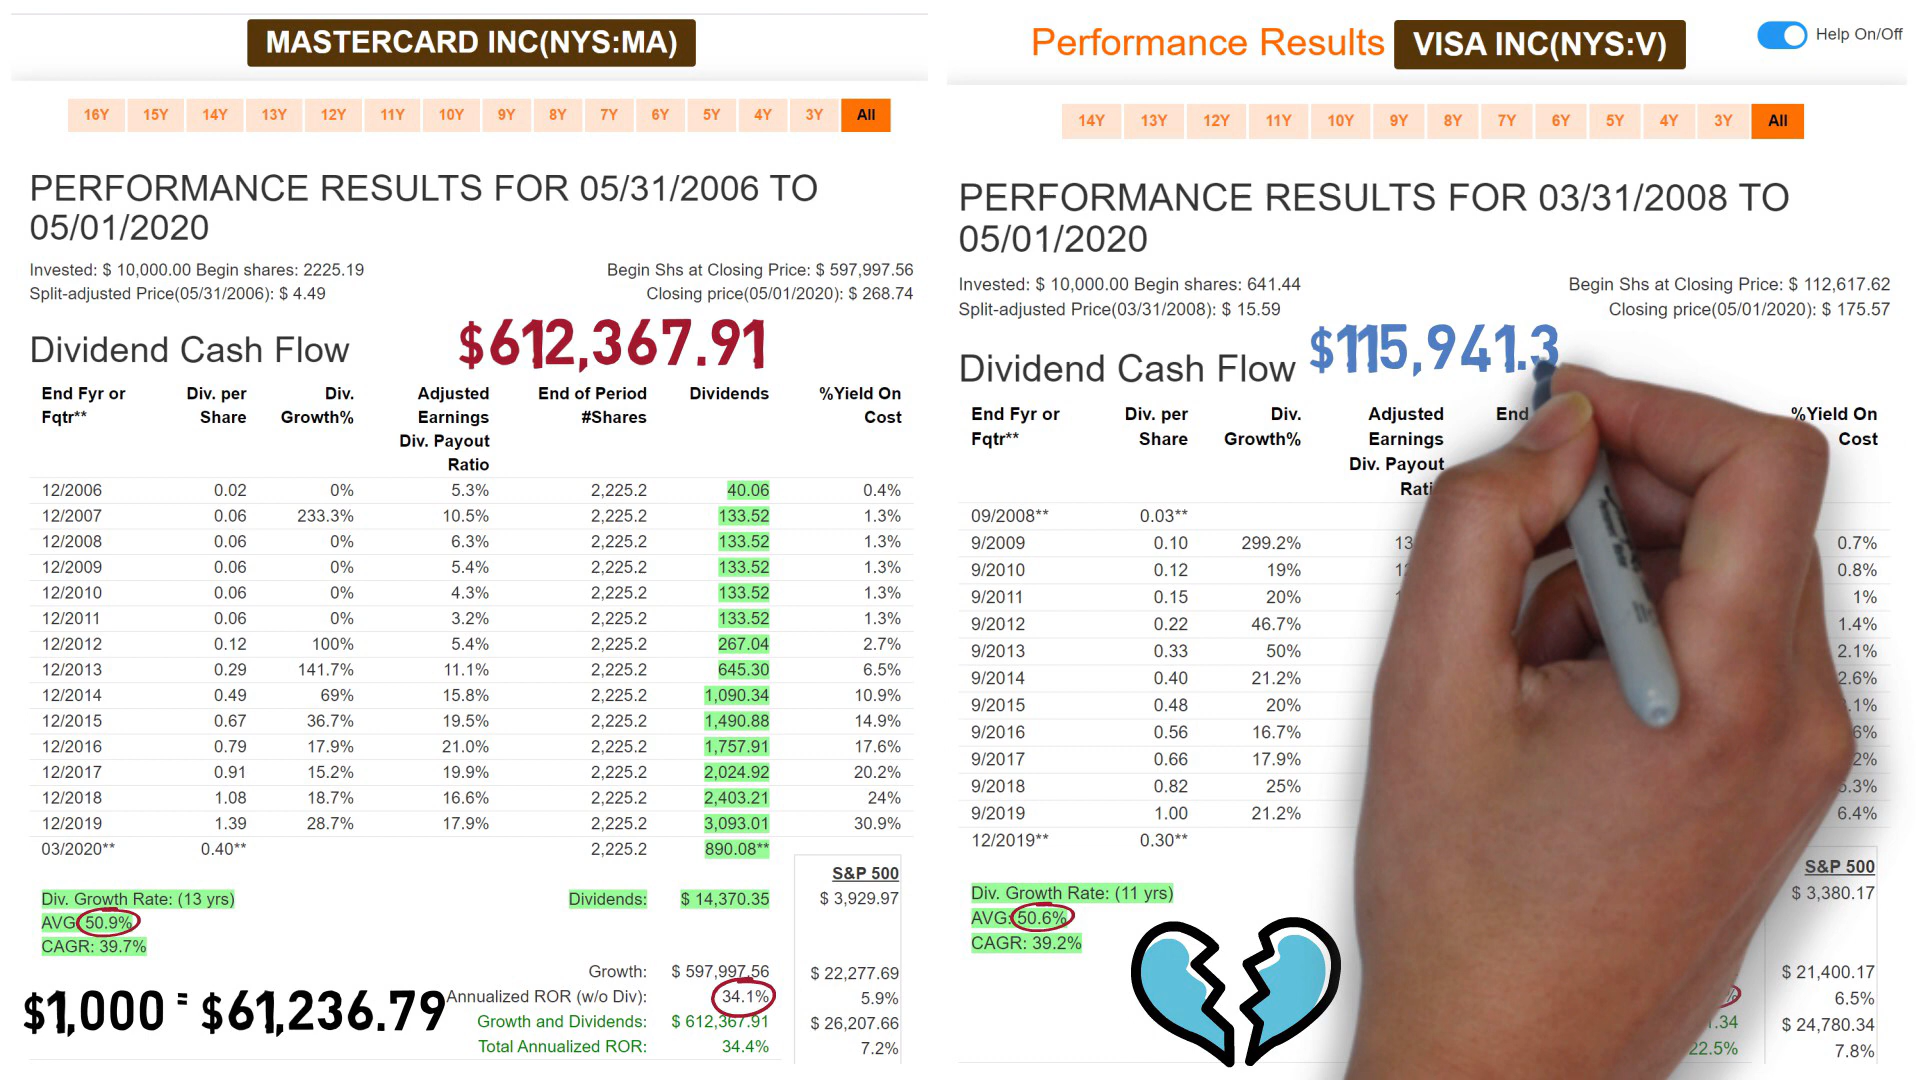 MASTERCARD INC(NYS:MA)
16Y 15Y 14Y 13Y 12Y 11Y 10Y 9Y 8Y 7Y 6Y 5Y 4Y 3Y All
PERFORMANCE RESULTS FOR 05/31/2006 TO
05/01/2020
Invested: $ 10,000.00 Begin shares: 2225.19 Begin Shs at Closing Price: $ 597,997.56
Split-adjusted Price(05/31/2006): $ 4.49 Closing price(05/01/2020): $ 268.74
Dividend Cash Flow $612,367.91
End Fyr or Div. per Div. Adjusted End of Period Dividends %Yield On
Fqtr** Share Growth% Earnings #Shares Cost
Div. Payout
Ratio
12/2006 0.02 0% 5.3% 2,225.2 40.06 0.4%
12/2007 0.06 233.3% 10.5% 2,225.2 133.52 1.3%
12/2008 0.06 0% 6.3% 2,225.2 133.52 1.3%
12/2009 0.06 0% 5.4% 2,225.2 133.52 1.3%
12/2010 0.06 0% 4.3% 2,225.2 133.52 1.3%
12/2011 0.06 0% 3.2% 2,225.2 133.52 1.3%
12/2012 0.12 100% 5.4% 2,225.2 267.04 2.7%
12/2013 0.29 141.7% 11.1% 2,225.2 645.30 6.5%
12/2014 0.49 69% 15.8% 2,225.2 1,090.34 10.9%
12/2015 0.67 36.7% 19.5% 2,225.2 1,490.88 14.9%
12/2016 0.79 17.9% 21.0% 2,225.2 1,757.91 17.6%
12/2017 0.91 15.2% 19.9% 2,225.2 2,024.92 20.2%
12/2018 1.08 18.7% 16.6% 2,225.2 2,403.21 24%
12/2019 1.39 28.7% 17.9% 2,225.2 3,093.01 30.9%
03/2020** 0.40** 2,225.2 890.08**
S&P 500
Div. Growth Rate: (13 yrs) Dividends: $ 14,370.35 $ 3,929.97
AVG: 50.9%
CAGR: 39.7%
Growth: $ 597,997.56 $ 22,277.69
Annualized ROR (w/o Div): 34.1% 5.9%
Growth and Dividends: $ 612,367.91 $ 26,207.66
Total Annualized ROR: 34.4% 7.2%
$1,000 = $61,236.79
Performance Results VISA INC(NYS:V) Help On/Off
14Y 13Y 12Y 11Y 10Y 9Y 8Y 7Y 6Y 5Y 4Y 3Y All
PERFORMANCE RESULTS FOR 03/31/2008 TO
05/01/2020
Invested: $ 10,000.00 Begin shares: 641.44 Begin Shs at Closing Price: $ 112,617.62
Split-adjusted Price(03/31/2008): $ 15.59 Closing price(05/01/2020): $ 175.57
Dividend Cash Flow $115,941.3
End Fyr or Div. per Div. Adjusted End %Yield On
Fqtr** Share Growth% Earnings Cost
Div. Payout
09/2008** 0.03**
9/2009 0.10 299.2% 0.7%
9/2010 0.12 19% 0.8%
9/2011 0.15 20% 1%
9/2012 0.22 46.7% 1.4%
9/2013 0.33 50% 2.1%
9/2014 0.40 21.2% 2.6%
9/2015 0.48 20%
9/2016 0.56 16.7%
9/2017 0.66 17.9%
9/2018 0.82 25%
9/2019 1.00 21.2% 6.4%
12/2019** 0.30**
S&P 500
Div. Growth Rate: (11 yrs) $ 3,380.17
AVG: 50.6%
CAGR: 39.2%
$ 21,400.17
6.5%
$ 24,780.34
22.5% 7.8%